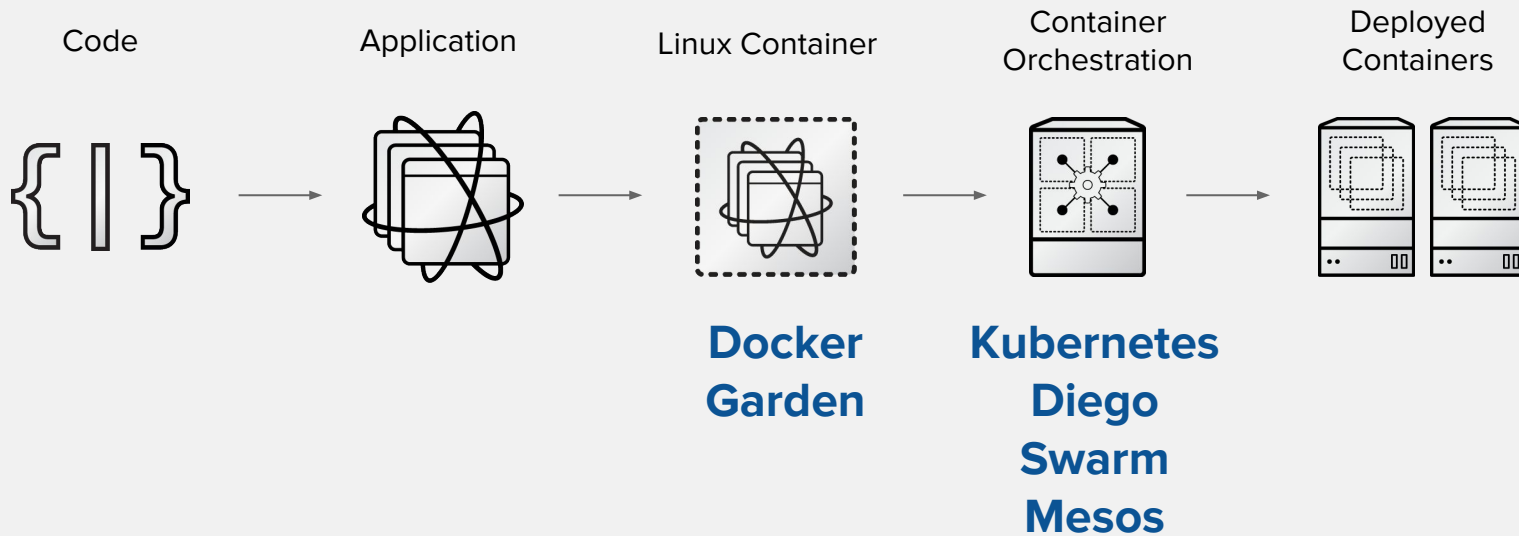 Code
Application
Linux Container
Container
Orchestration
Deployed
Containers
Docker
Garden
Kubernetes
Diego
Swarm
Mesos